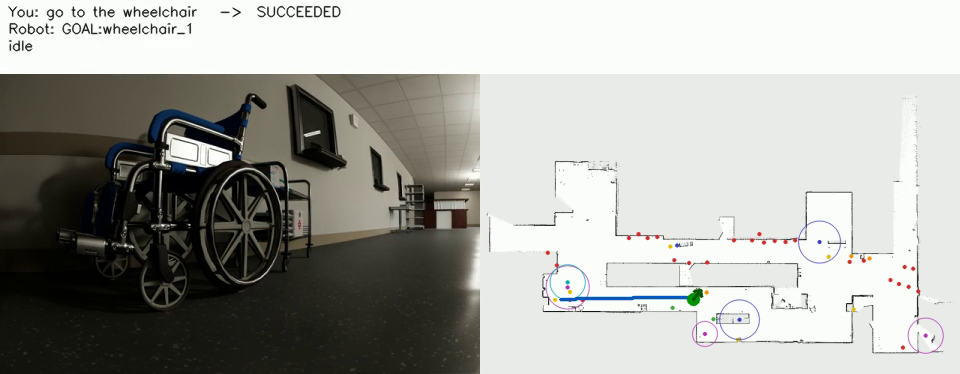 You: go to the wheelchair   -> SUCCEEDED
Robot: GOAL:wheelchair_1
idle